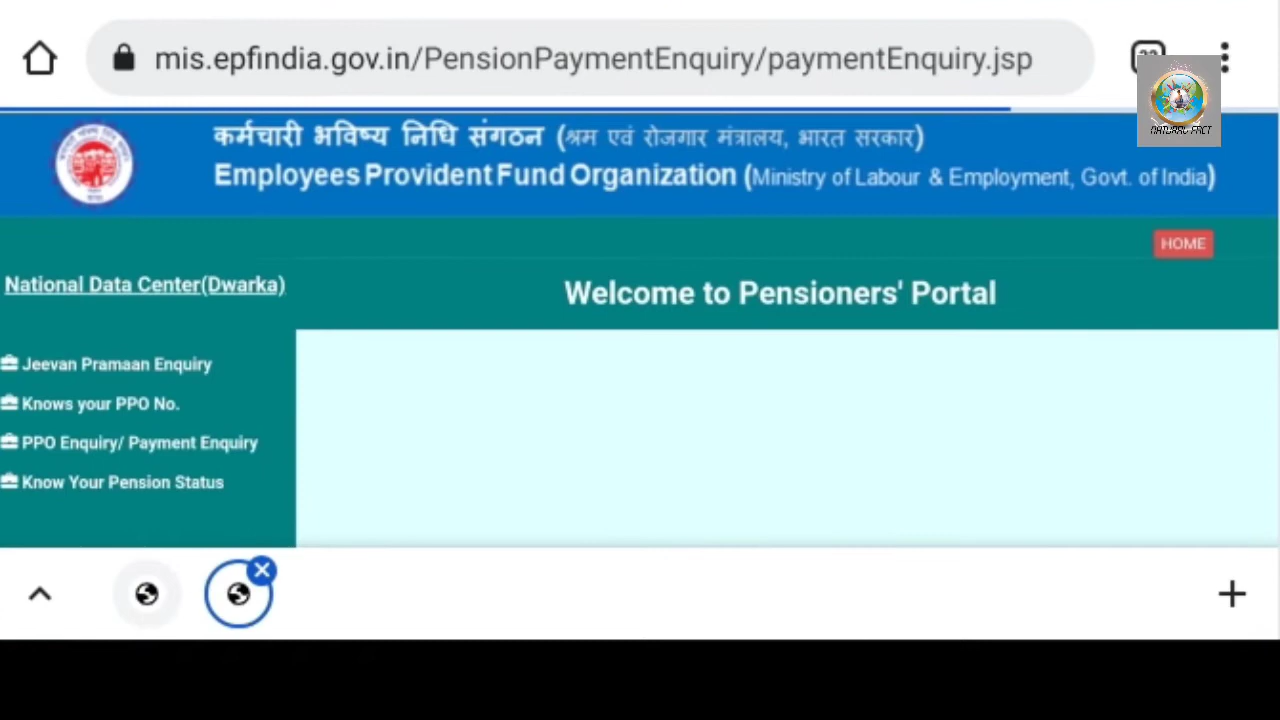 mis.epfindia.gov.in/PensionPaymentEnquiry/paymentEnquiry.jsp
NATURAL FACT
कर्मचारी भविष्य निधि संगठन (श्रम एवं रोजगार मंत्रालय, भारत सरकार)
Employees Provident Fund Organization (Ministry of Labour & Employment, Govt. of India)
HOME
National Data Center(Dwarka)
Welcome to Pensioners' Portal
Jeevan Pramaan Enquiry
Knows your PPO No.
PPO Enquiry/ Payment Enquiry
Know Your Pension Status